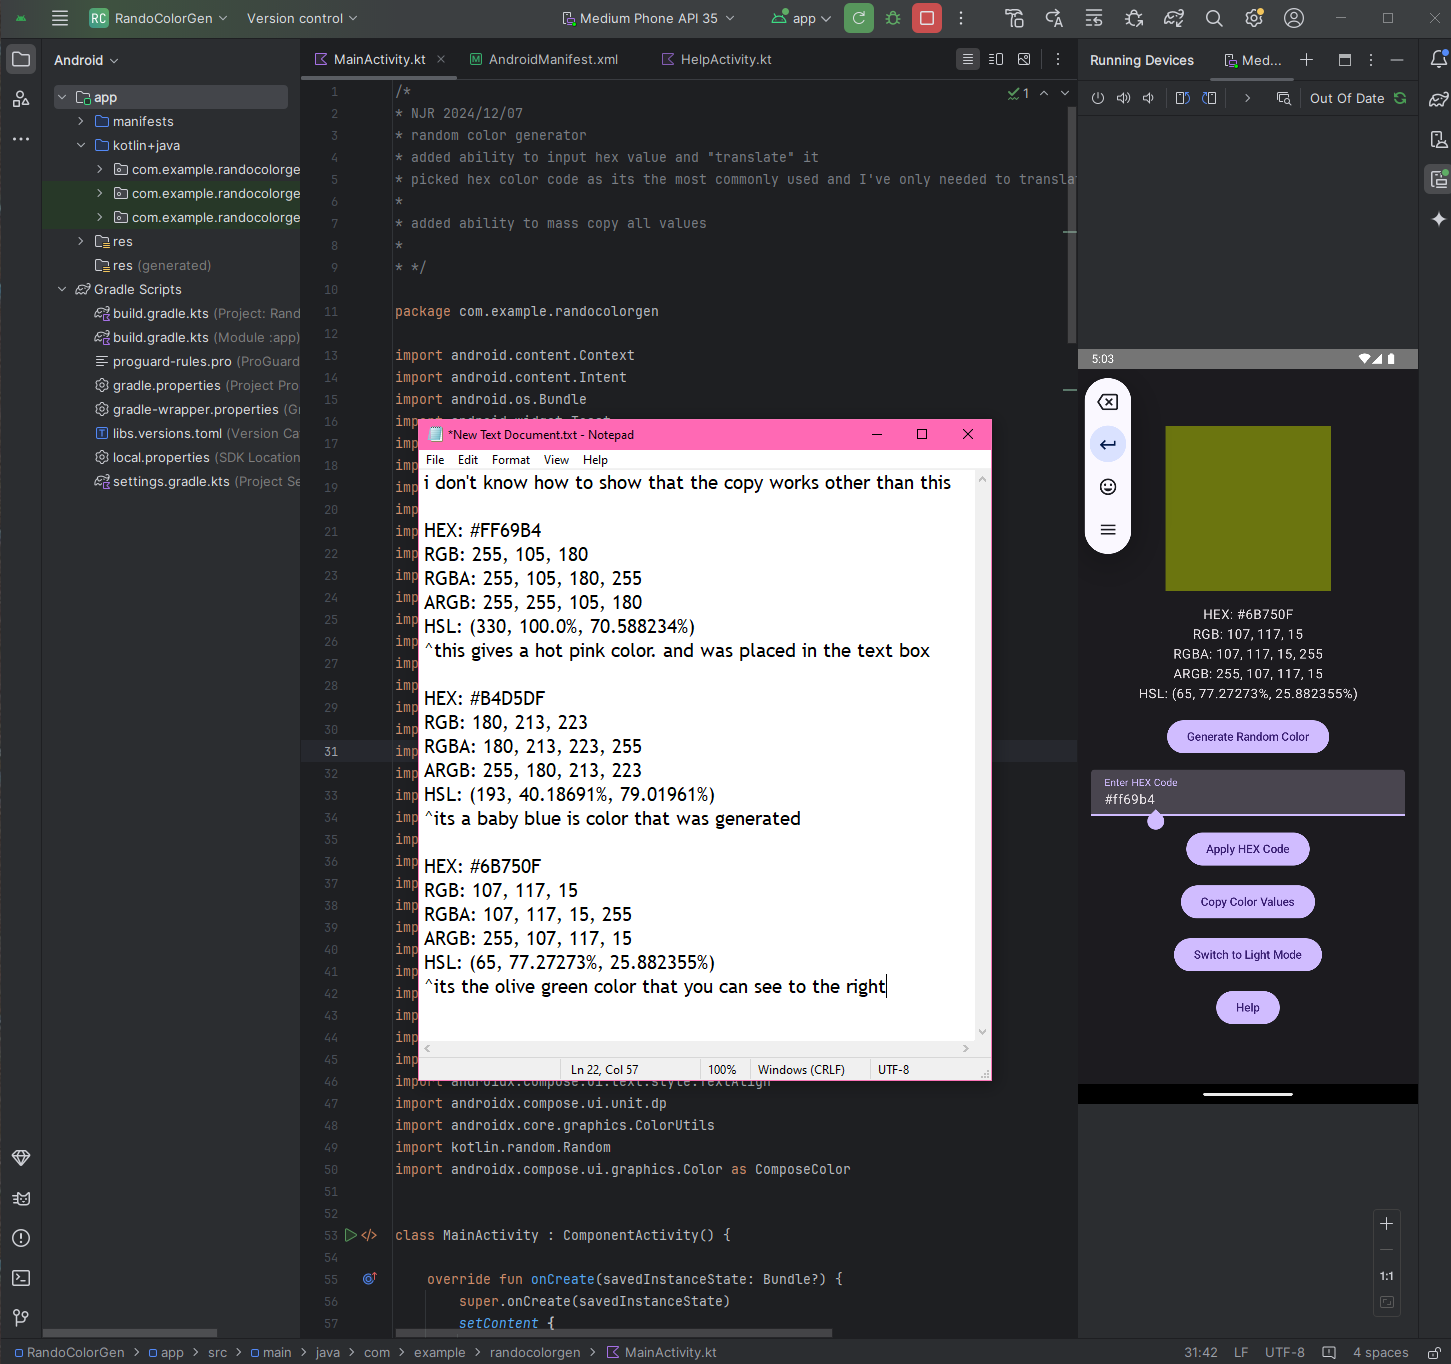 RC RandoColorGen Version control Medium Phone API 35 app
Android
app
manifests
kotlin+java
com.example.randocolorge
com.example.randocolorge
com.example.randocolorge
res
res (generated)
Gradle Scripts
build.gradle.kts (Project: Rand
build.gradle.kts (Module :app)
proguard-rules.pro (ProGuard
gradle.properties (Project Pro
gradle-wrapper.properties (Gr
libs.versions.toml (Version Ca
local.properties (SDK Location
settings.gradle.kts (Project Se
MainActivity.kt AndroidManifest.xml HelpActivity.kt
1 /*
2 * NJR 2024/12/07
3 * random color generator
4 * added ability to input hex value and "translate" it
5 * picked hex color code as its the most commonly used and I've only needed to transla
6 *
7 * added ability to mass copy all values
8 *
9 * */
10
11 package com.example.randocolorgen
12
13 import android.content.Context
14 import android.content.Intent
15 import android.os.Bundle
16 import android.widget.Toast
17 imp
18 imp
19 imp
20 imp
21 imp
22 imp
23 imp
24 imp
25 imp
26 imp
27 imp
28 imp
29 imp
30 imp
31 imp
32 imp
33 imp
34 imp
35 imp
36 imp
37 imp
38 imp
39 imp
40 imp
41 imp
42 imp
43 imp
44 imp
45 imp
46 import androidx.compose.ui.text.style.TextAlign
47 import androidx.compose.ui.unit.dp
48 import androidx.core.graphics.ColorUtils
49 import kotlin.random.Random
50 import androidx.compose.ui.graphics.Color as ComposeColor
51
52
53 class MainActivity : ComponentActivity() {
54
55 override fun onCreate(savedInstanceState: Bundle?) {
56 super.onCreate(savedInstanceState)
57 setContent {
1
*New Text Document.txt - Notepad
File Edit Format View Help
i don't know how to show that the copy works other than this
HEX: #FF69B4
RGB: 255, 105, 180
RGBA: 255, 105, 180, 255
ARGB: 255, 255, 105, 180
HSL: (330, 100.0%, 70.588234%)
^this gives a hot pink color. and was placed in the text box
HEX: #B4D5DF
RGB: 180, 213, 223
RGBA: 180, 213, 223, 255
ARGB: 255, 180, 213, 223
HSL: (193, 40.18691%, 79.01961%)
^its a baby blue is color that was generated
HEX: #6B750F
RGB: 107, 117, 15
RGBA: 107, 117, 15, 255
ARGB: 255, 107, 117, 15
HSL: (65, 77.27273%, 25.882355%)
^its the olive green color that you can see to the right
Ln 22, Col 57 100% Windows (CRLF) UTF-8
Running Devices Med...
Out Of Date
5:03
HEX: #6B750F
RGB: 107, 117, 15
RGBA: 107, 117, 15, 255
ARGB: 255, 107, 117, 15
HSL: (65, 77.27273%, 25.882355%)
Generate Random Color
Enter HEX Code
#ff69b4
Apply HEX Code
Copy Color Values
Switch to Light Mode
Help
1:1
RandoColorGen > app > src > main > java > com > example > randocolorgen > MainActivity.kt
31:42 LF UTF-8 4 spaces